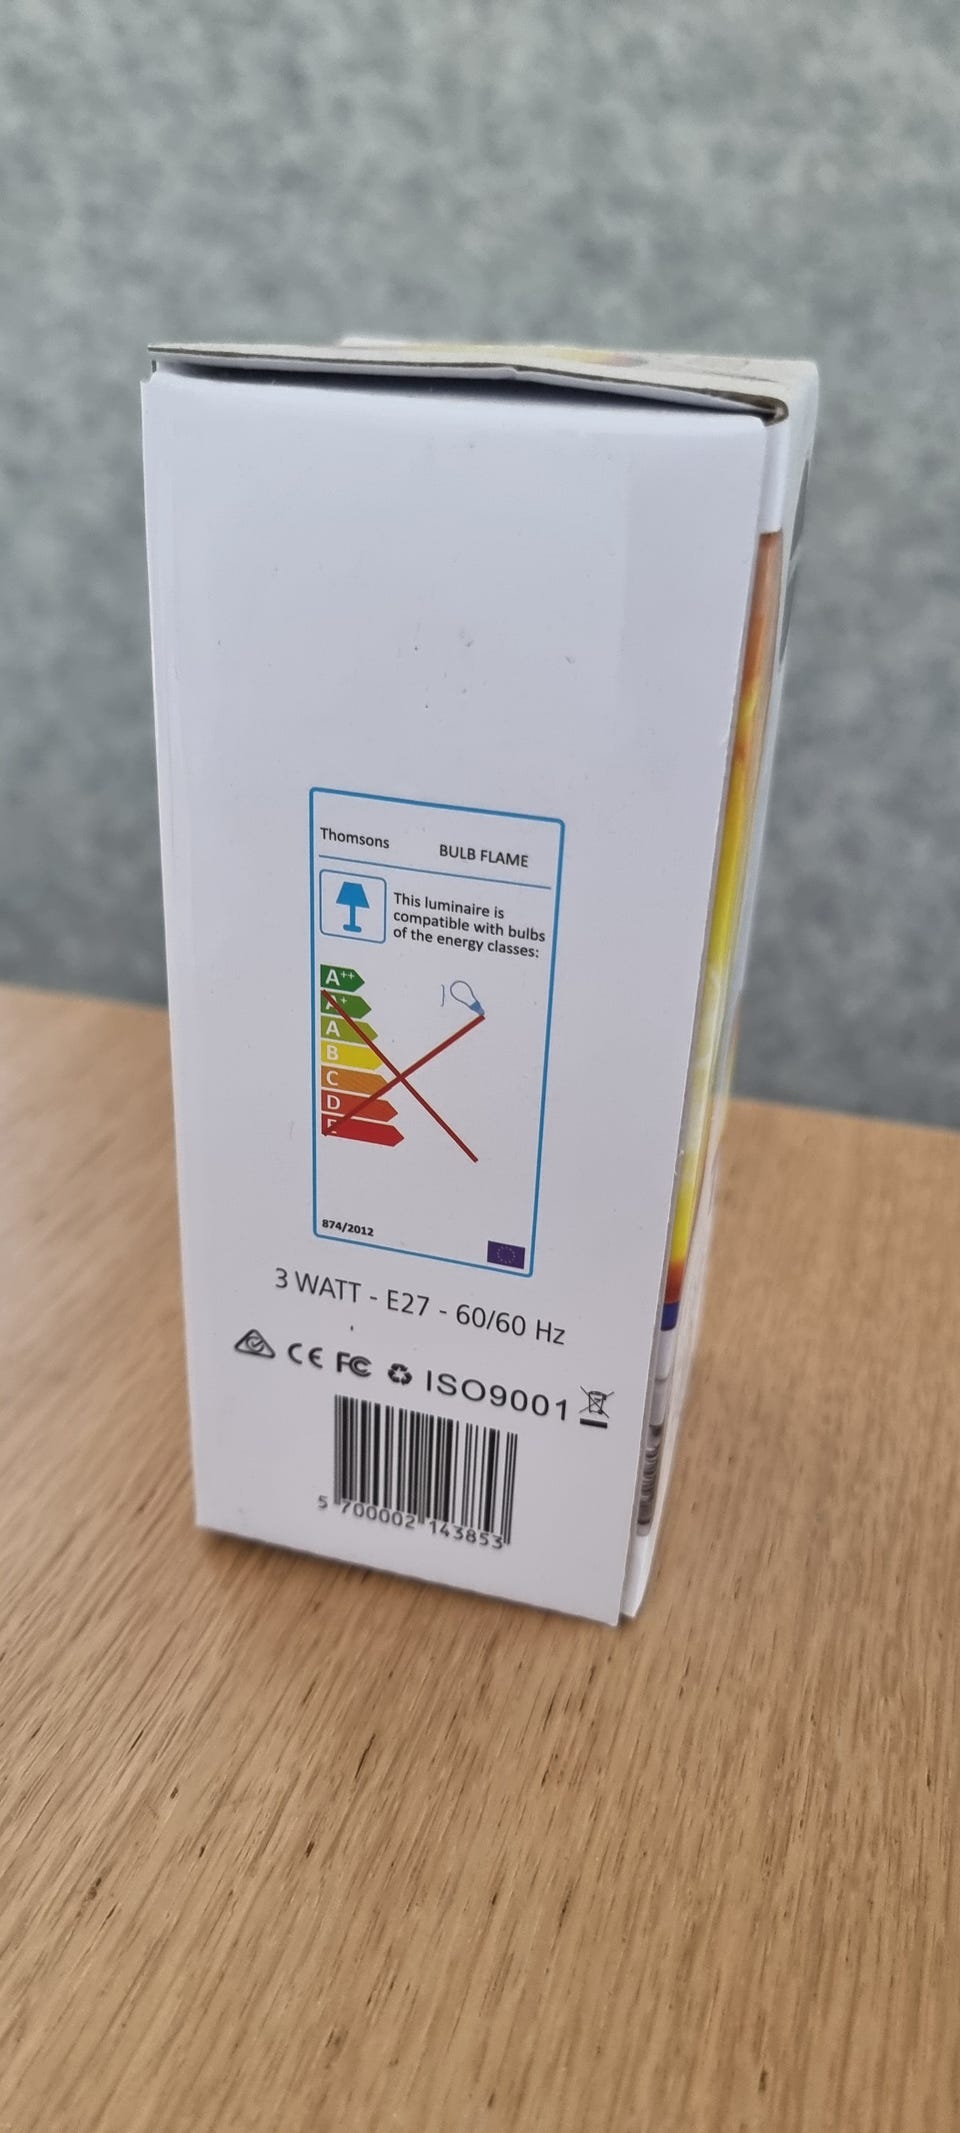 Thomsons BULB FLAME
This luminaire is
compatible with bulbs
of the energy classes:
A++
A+
A
B
C
D
E
874/2012
3 WATT - E27 - 60/60 Hz
CE FC ISO9001
5 700002 143853